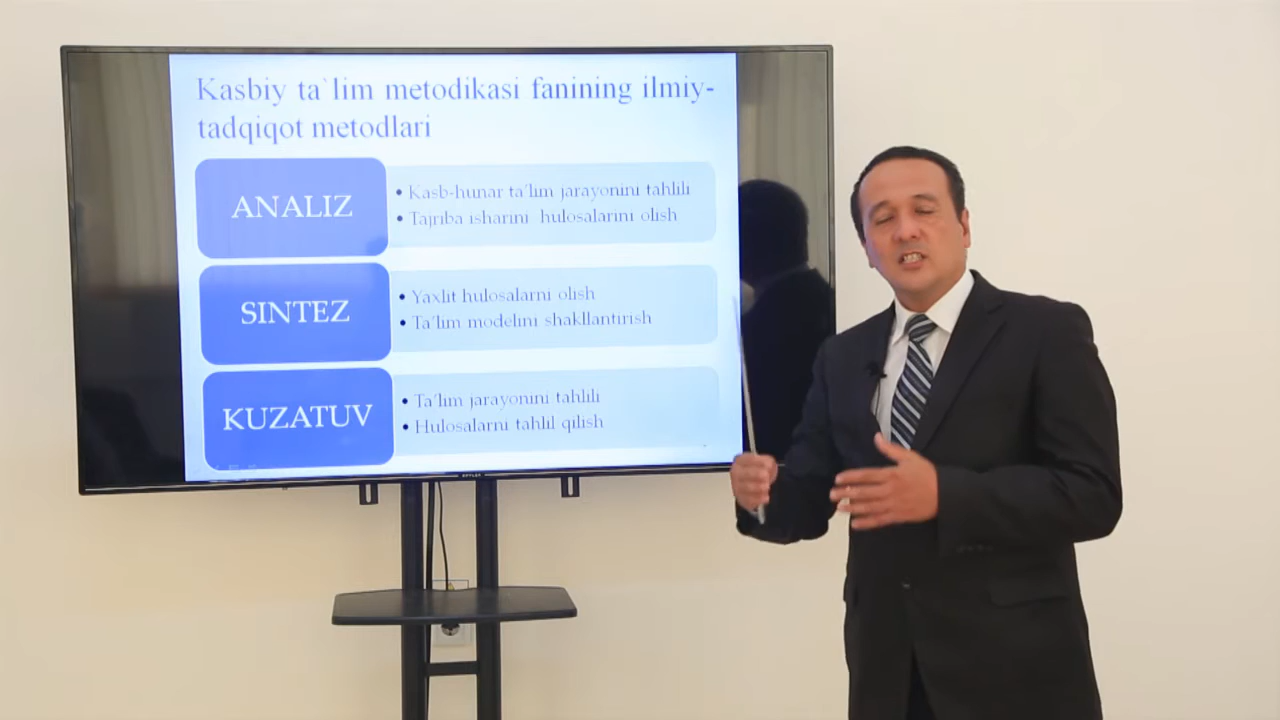 Kasbiy ta`lim metodikasi fanining ilmiy-
tadqiqot metodlari
ANALIZ
• Kasb-hunar ta´lim jarayonini tahlili
• Tajriba isharini hulosalarini olish
SINTEZ
• Yaxlit hulosalarni olish
• Ta´lim modelini shakllantirish
KUZATUV
• Ta´lim jarayonini tahlili
• Hulosalarni tahlil qilish